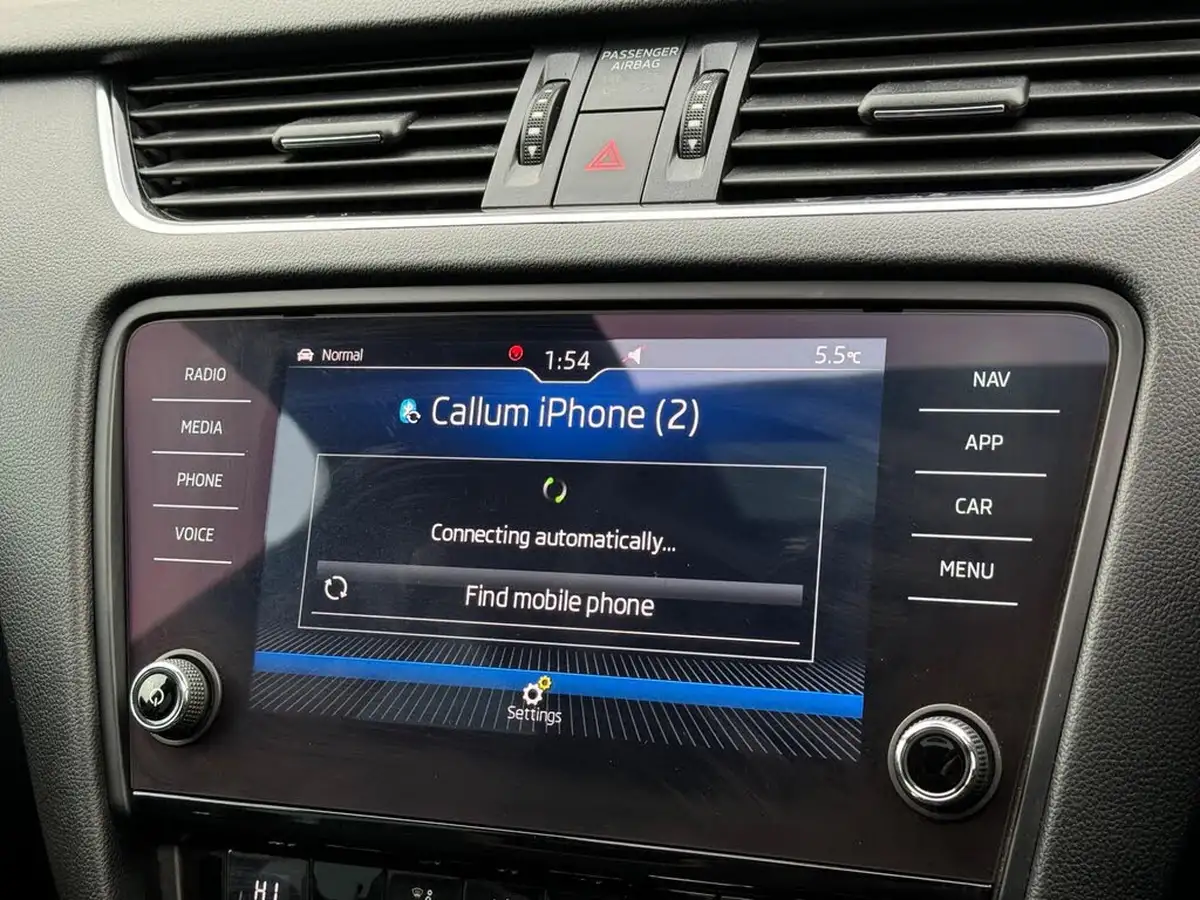 PASSENGER
AIRBAG
Normal
1:54
5.5°C
RADIO
MEDIA
PHONE
VOICE
Callum iPhone (2)
Connecting automatically...
Find mobile phone
Settings
NAV
APP
CAR
MENU
HI